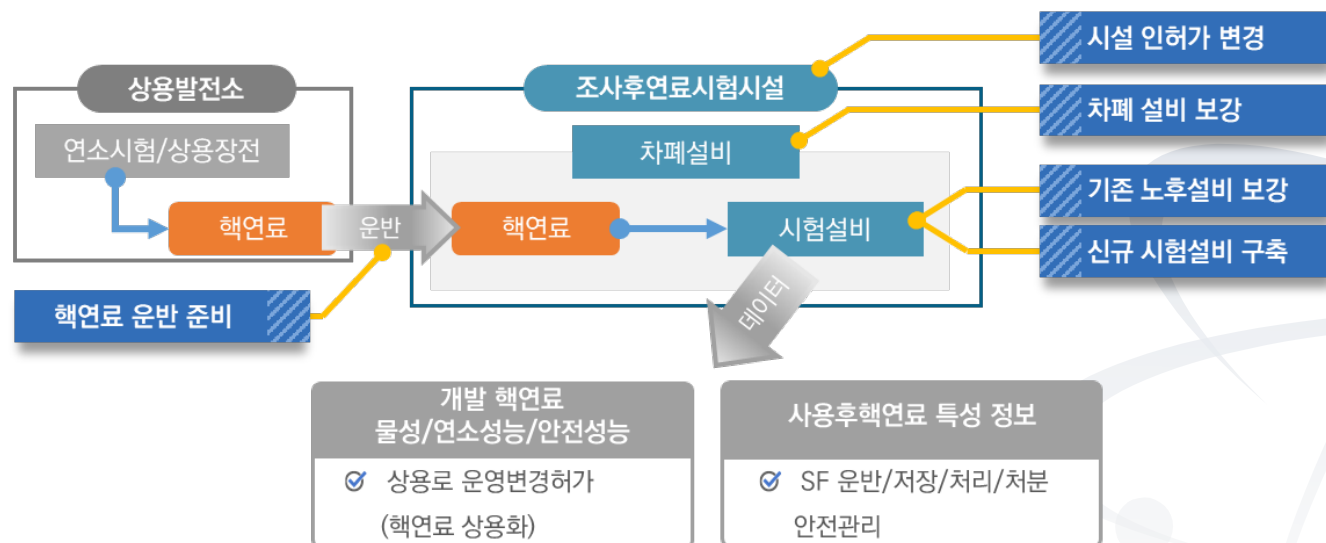 시설 인허가 변경
상용발전소
조사후연료시험시설
차폐 설비 보강
연소시험/상용장전
차폐설비
기존 노후설비 보강
핵연료
운반
핵연료
시험설비
신규 시험설비 구축
핵연료 운반 준비
데이터
개발 핵연료
물성/연소성능/안전성능
상용로 운영변경허가
(핵연료 상용화)
사용후핵연료 특성 정보
SF 운반/저장/처리/처분
안전관리